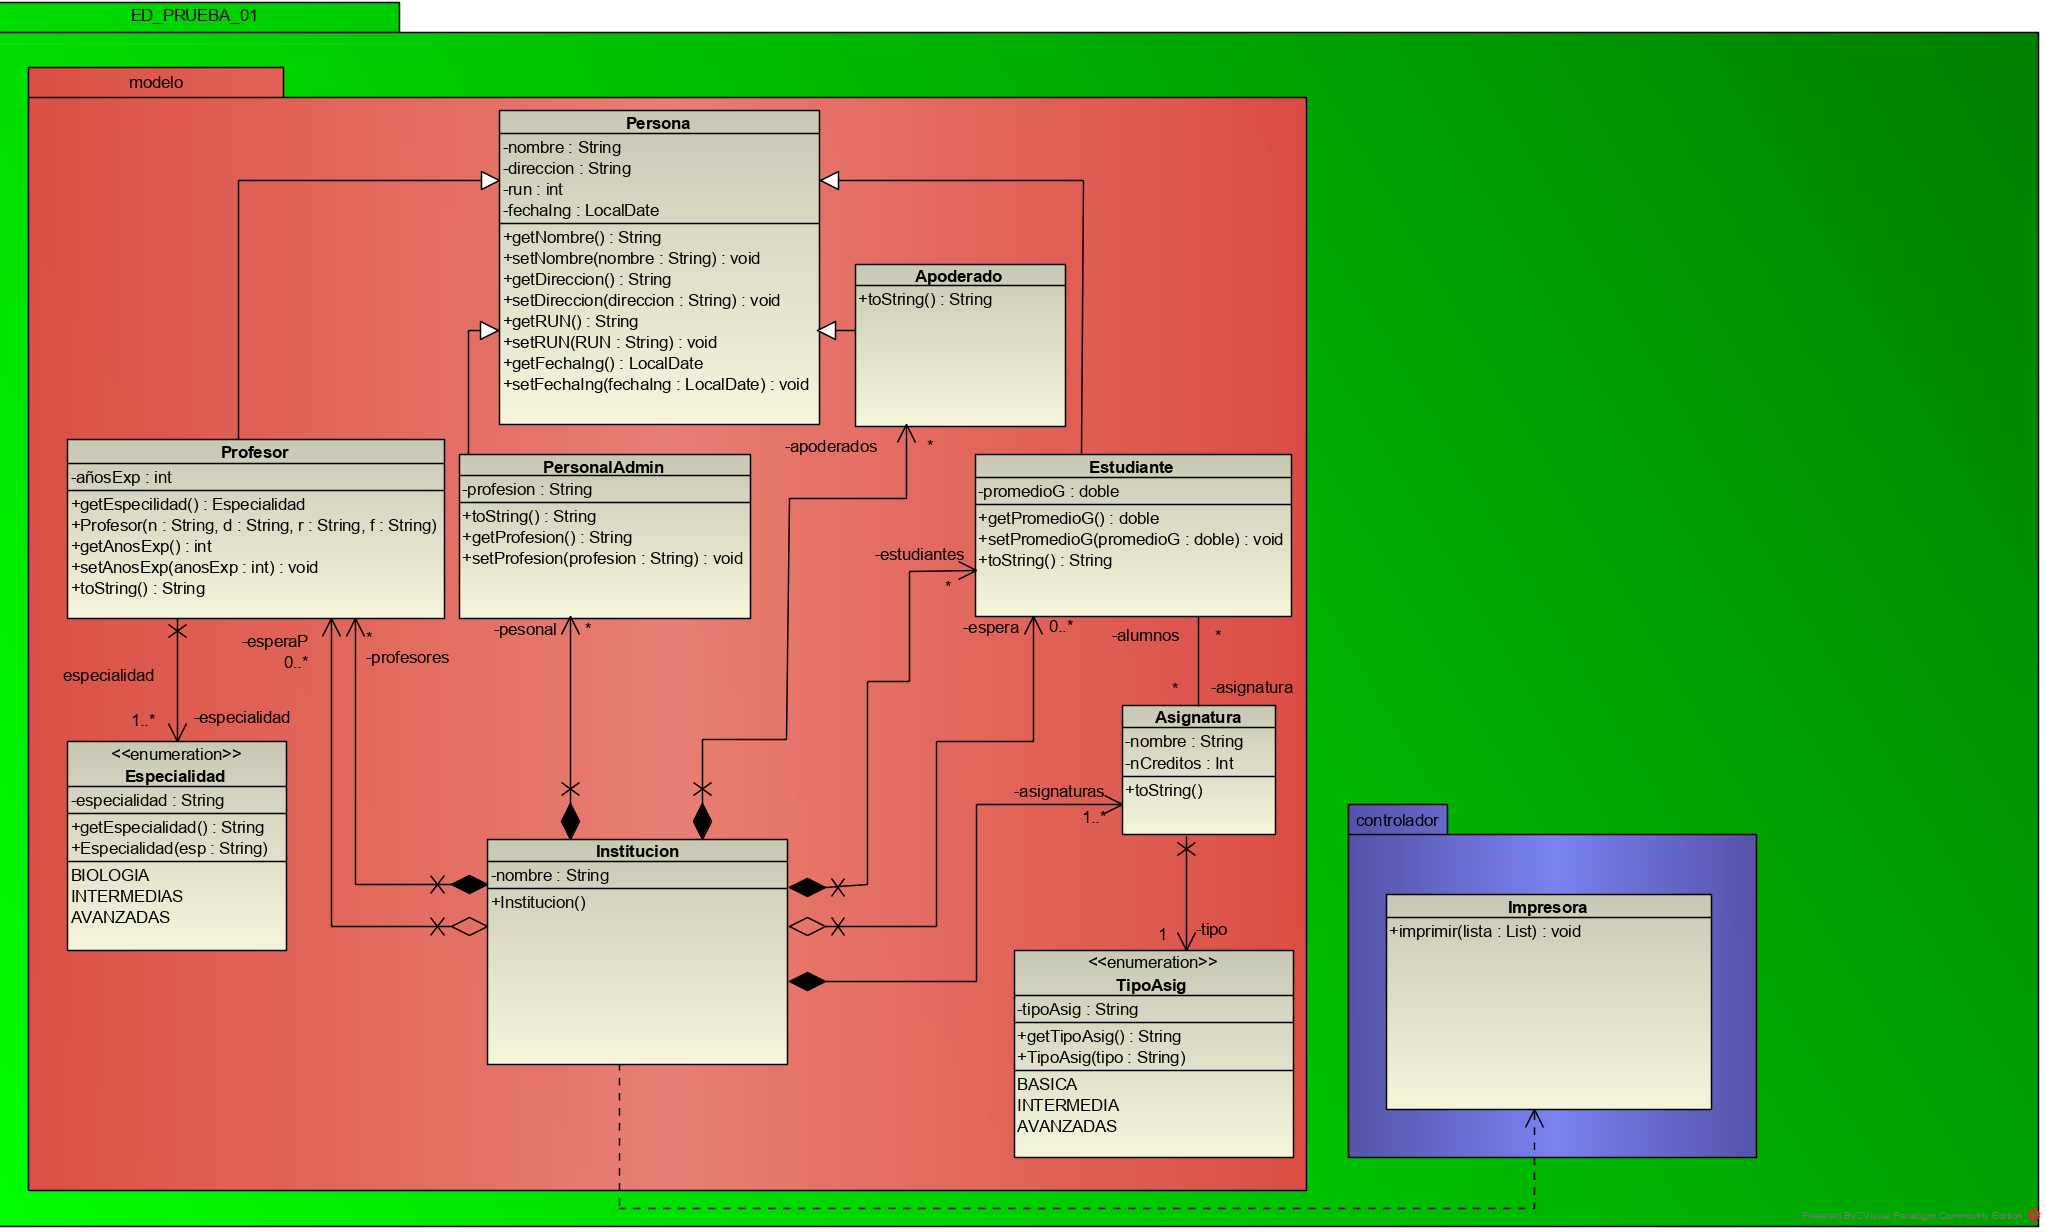 ED_PRUEBA_01
modelo
Persona
-nombre : String
-direccion : String
-run : int
-fechaIng : LocalDate
+getNombre() : String
+setNombre(nombre : String) : void
+getDireccion() : String
+setDireccion(direccion : String) : void
+getRUN() : String
+setRUN(RUN : String) : void
+getFechaIng() : LocalDate
+setFechaIng(fechaIng : LocalDate) : void
Apoderado
+toString() : String
Profesor
-añosExp : int
+getEspecilidad() : Especialidad
+Profesor(n : String, d : String, r : String, f : String)
+getAnosExp() : int
+setAnosExp(anosExp : int) : void
+toString() : String
PersonalAdmin
-profesion : String
+toString() : String
+getProfesion() : String
+setProfesion(profesion : String) : void
-apoderados
*
Estudiante
-promedioG : doble
+getPromedioG() : doble
+setPromedioG(promedioG : doble) : void
+toString() : String
-estudiantes
*
-esperaP
0..*
*
-profesores
-pesonal
*
-espera
0..*
-alumnos
*
*
-asignatura
especialidad
1..*
-especialidad
<<enumeration>>
Especialidad
-especialidad : String
+getEspecialidad() : String
+Especialidad(esp : String)
BIOLOGIA
INTERMEDIAS
AVANZADAS
Asignatura
-nombre : String
-nCreditos : Int
+toString()
-asignaturas
1..*
Institucion
-nombre : String
+Institucion()
1
-tipo
<<enumeration>>
TipoAsig
-tipoAsig : String
+getTipoAsig() : String
+TipoAsig(tipo : String)
BASICA
INTERMEDIA
AVANZADAS
controlador
Impresora
+imprimir(lista : List) : void
Powered By Visual Paradigm Community Edition